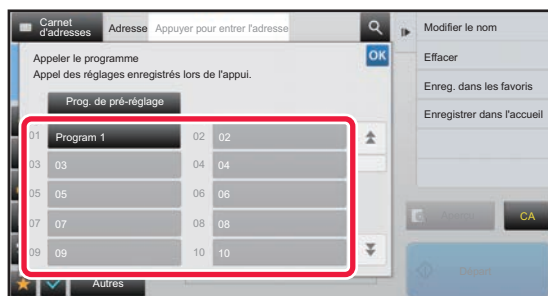 Carnet d'adresses
Adresse
Appuyer pour entrer l'adresse
Appeler le programme
Appel des réglages enregistrés lors de l'appui.
OK
Prog. de pré-réglage
01 Program 1
02 02
03 03
04 04
05 05
06 06
07 07
08 08
09 09
10 10
Autres
Modifier le nom
Effacer
Enreg. dans les favoris
Enregistrer dans l'accueil
Aperçu
CA
Départ